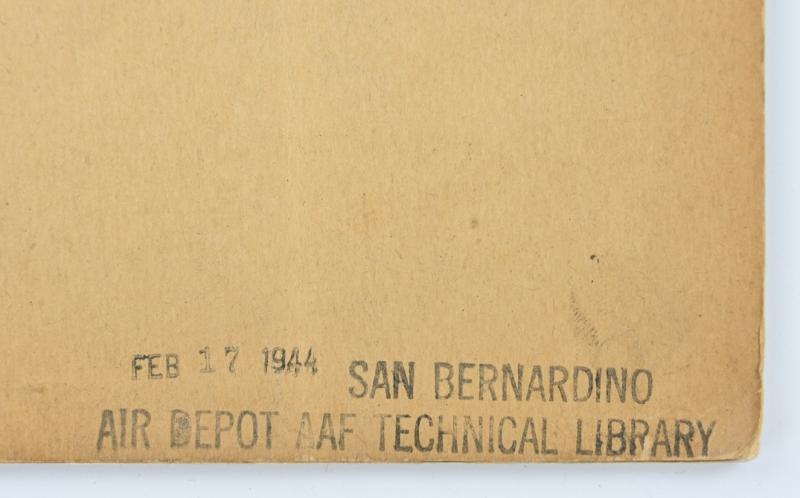 FEB 17 1944 SAN BERNARDINO
AIR DEPOT AAF TECHNICAL LIBRARY